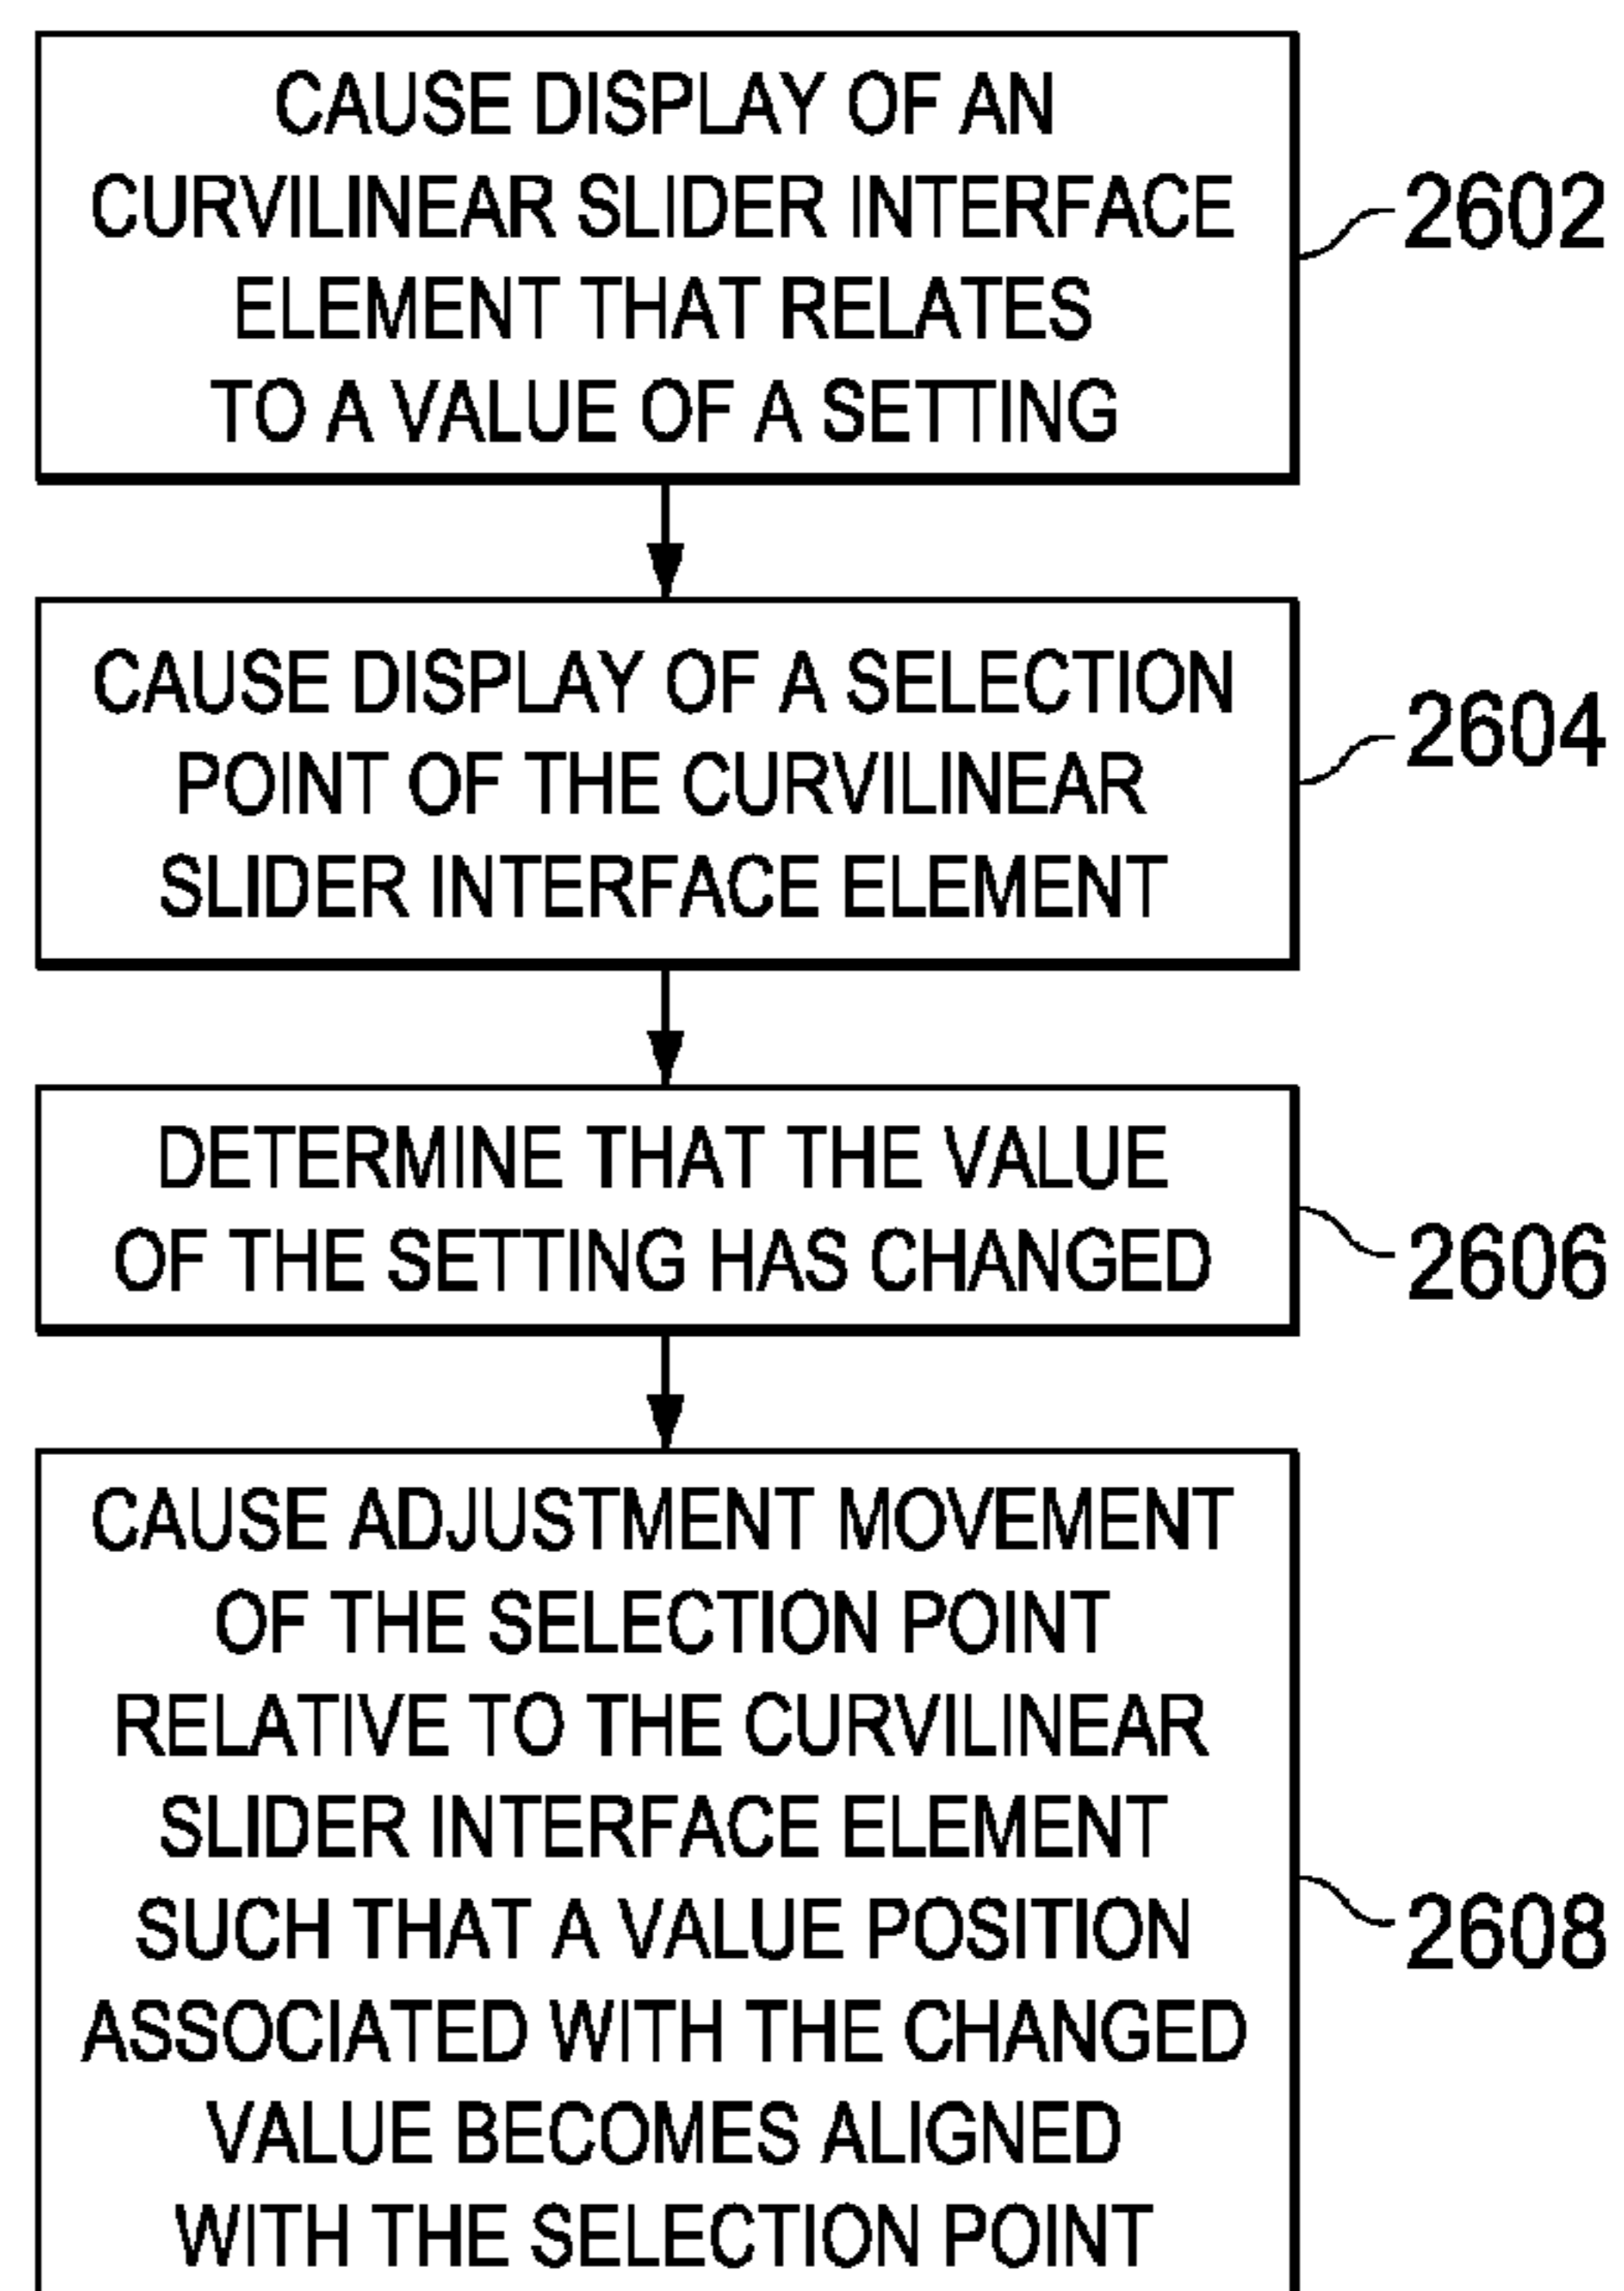 CAUSE DISPLAY OF AN
CURVILINEAR SLIDER INTERFACE
ELEMENT THAT RELATES
TO A VALUE OF A SETTING
2602
CAUSE DISPLAY OF A SELECTION
POINT OF THE CURVILINEAR
SLIDER INTERFACE ELEMENT
2604
DETERMINE THAT THE VALUE
OF THE SETTING HAS CHANGED
2606
CAUSE ADJUSTMENT MOVEMENT
OF THE SELECTION POINT
RELATIVE TO THE CURVILINEAR
SLIDER INTERFACE ELEMENT
SUCH THAT A VALUE POSITION
ASSOCIATED WITH THE CHANGED
VALUE BECOMES ALIGNED
WITH THE SELECTION POINT
2608